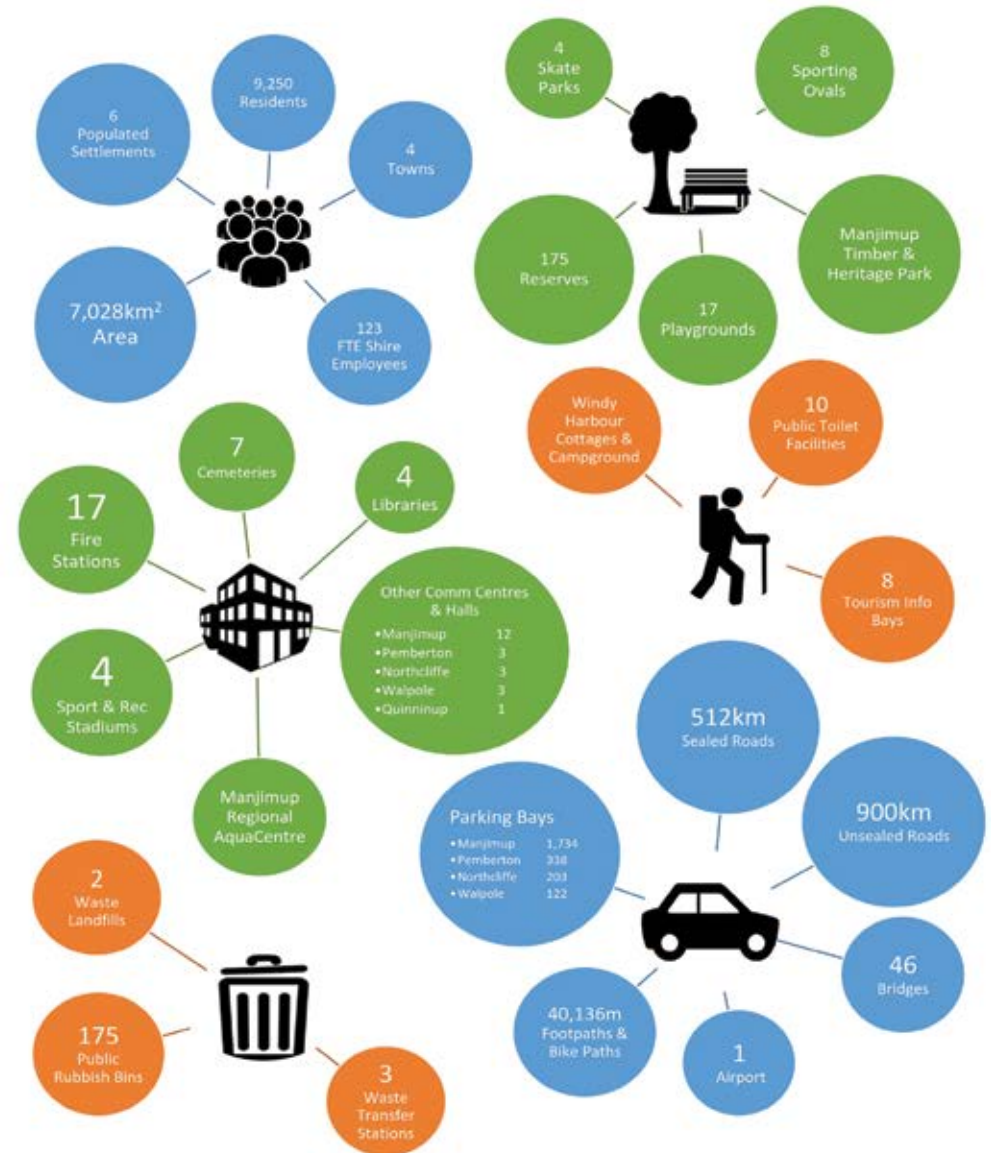 9,250
Residents
6
Populated
Settlements
4
Towns
7,028km²
Area
123
FTE Shire
Employees
4
Skate
Parks
8
Sporting
Ovals
175
Reserves
17
Playgrounds
Manjimup
Timber &
Heritage Park
Windy
Harbour
Cottages &
Campground
10
Public Toilet
Facilities
8
Tourism Info
Bays
7
Cemeteries
4
Libraries
17
Fire
Stations
Other Comm Centres
& Halls
•Manjimup 12
•Pemberton 3
•Northcliffe 3
•Walpole 3
•Quinninup 1
4
Sport & Rec
Stadiums
Manjimup
Regional
AquaCentre
512km
Sealed Roads
900km
Unsealed Roads
Parking Bays
•Manjimup 1,734
•Pemberton 338
•Northcliffe 203
•Walpole 122
46
Bridges
40,136m
Footpaths &
Bike Paths
1
Airport
2
Waste
Landfills
175
Public
Rubbish Bins
3
Waste
Transfer
Stations